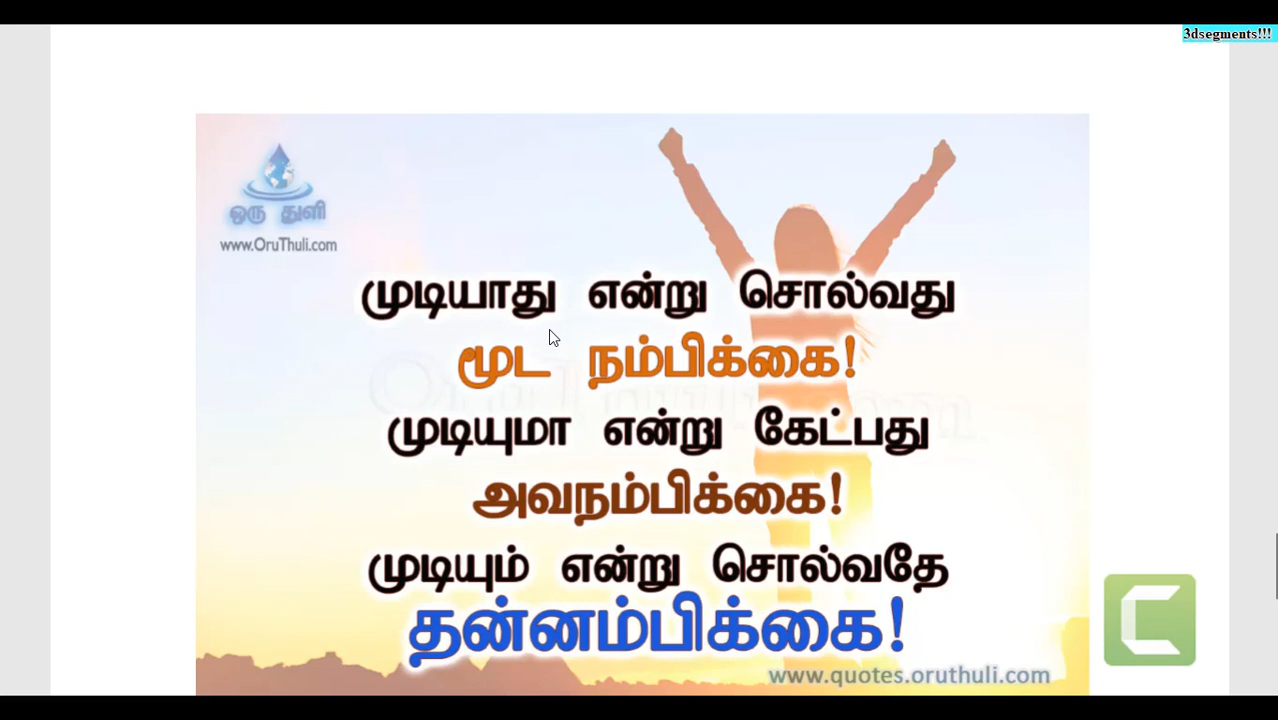 3dsegments!!!
ஒரு துளி
www.OruThuli.com
முடியாது என்று சொல்வது
மூட நம்பிக்கை!
முடியுமா என்று கேட்பது
அவநம்பிக்கை!
முடியும் என்று சொல்வதே
தன்னம்பிக்கை!
www.quotes.oruthuli.com